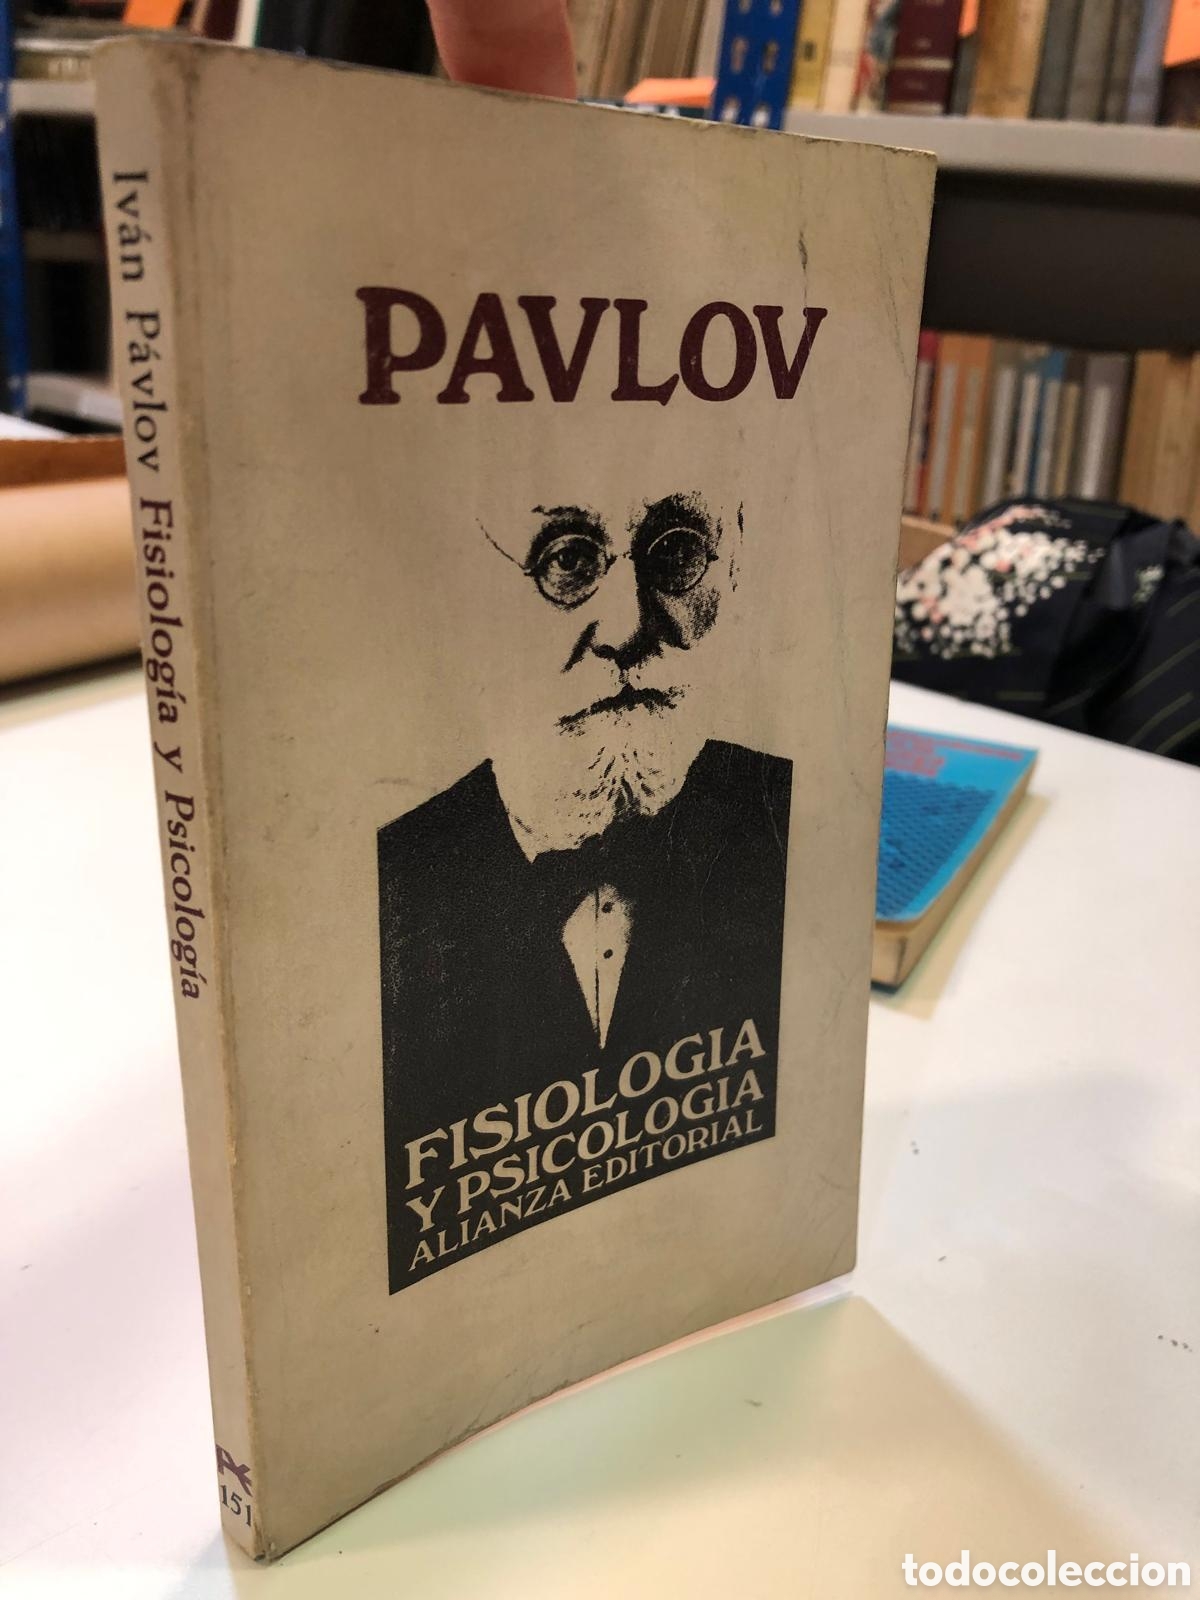 Iván Pávlov Fisiología y Psicología
151
PAVLOV
FISIOLOGIA
Y PSICOLOGIA
ALIANZA EDITORIAL
todocoleccion